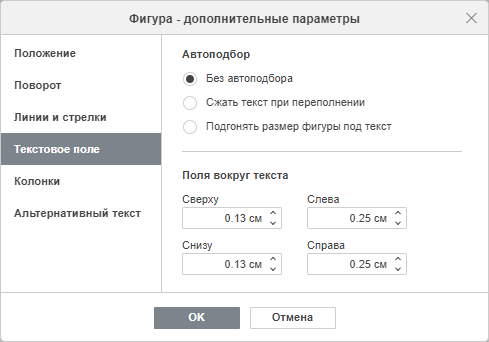 Фигура - дополнительные параметры
Положение
Поворот
Линии и стрелки
Текстовое поле
Колонки
Альтернативный текст
Автоподбор
Без автоподбора
Сжать текст при переполнении
Подгонять размер фигуры под текст
Поля вокруг текста
Сверху Слева
0.13 см 0.25 см
Снизу Справа
0.13 см 0.25 см
OK Отмена